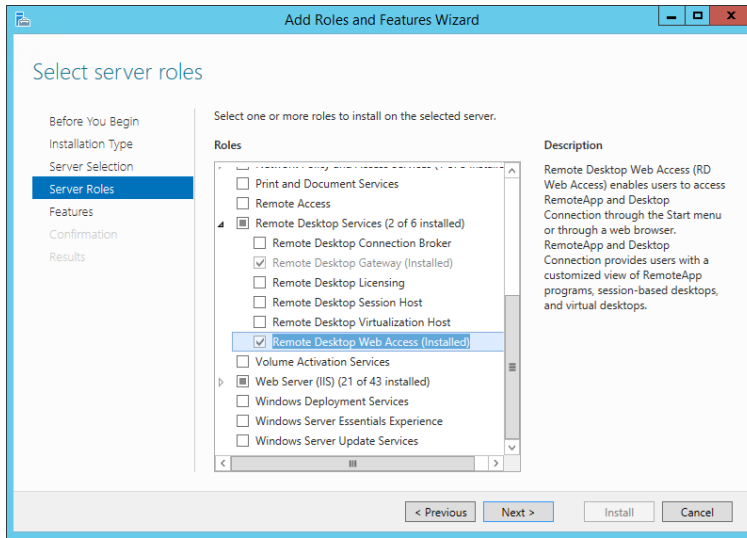 Add Roles and Features Wizard
Select server roles
Before You Begin
Installation Type
Server Selection
Server Roles
Features
Confirmation
Results
Select one or more roles to install on the selected server.
Roles
Print and Document Services
Remote Access
Remote Desktop Services (2 of 6 installed)
Remote Desktop Connection Broker
Remote Desktop Gateway (Installed)
Remote Desktop Licensing
Remote Desktop Session Host
Remote Desktop Virtualization Host
Remote Desktop Web Access (Installed)
Volume Activation Services
Web Server (IIS) (21 of 43 installed)
Windows Deployment Services
Windows Server Essentials Experience
Windows Server Update Services
Description
Remote Desktop Web Access (RD
Web Access) enables users to access
RemoteApp and Desktop
Connection through the Start menu
or through a web browser.
RemoteApp and Desktop
Connection provides users with a
customized view of RemoteApp
programs, session-based desktops,
and virtual desktops.
< Previous
Next >
Install
Cancel